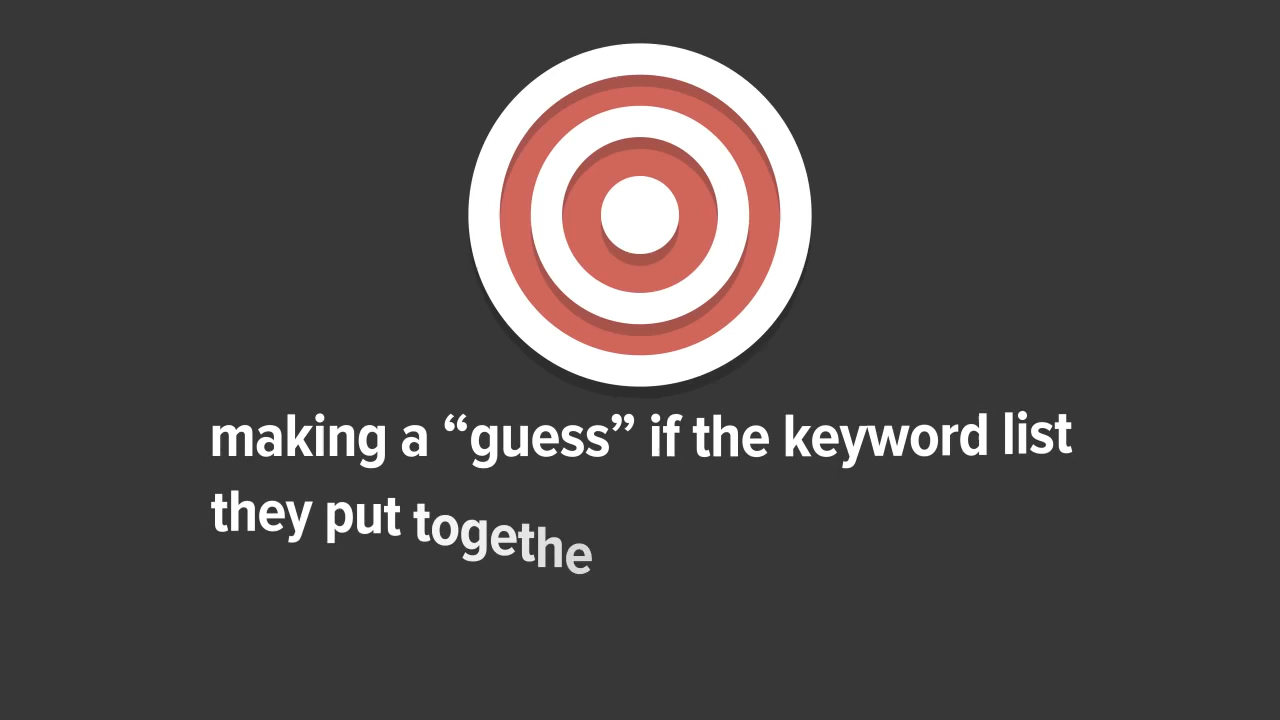 making a “guess” if the keyword list
they put togethe